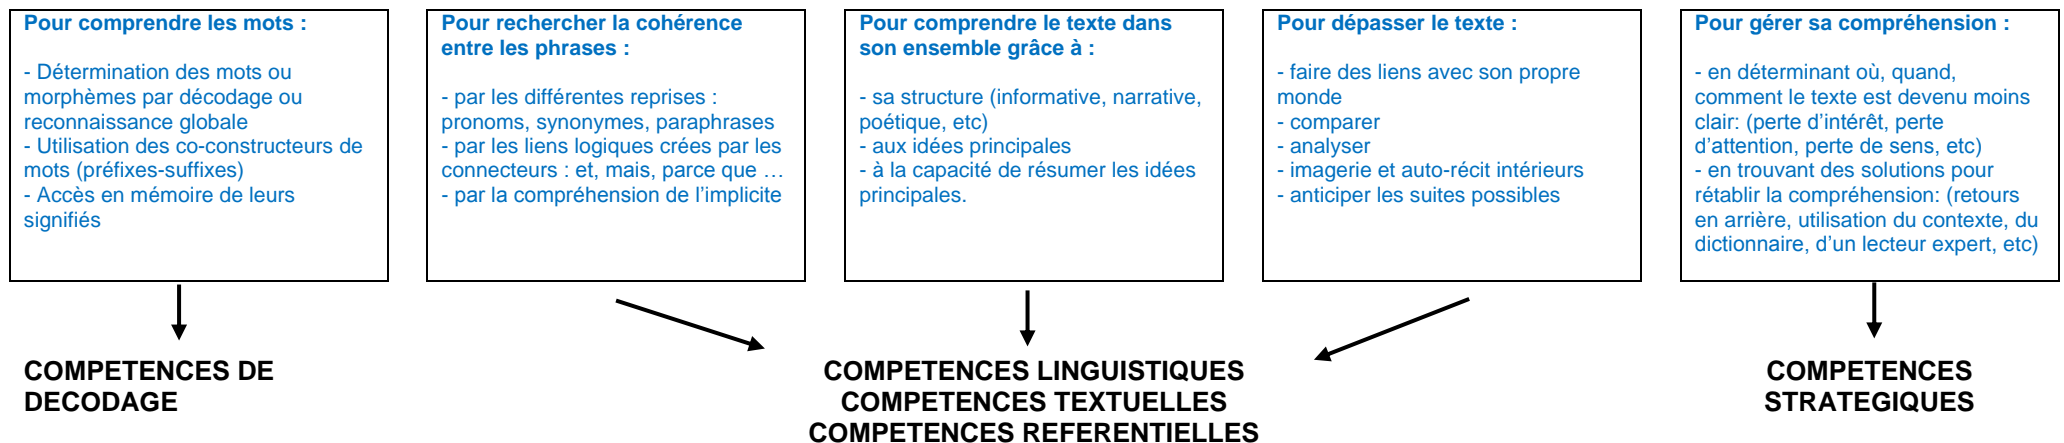 Pour comprendre les mots :
- Détermination des mots ou
morphèmes par décodage ou
reconnaissance globale
- Utilisation des co-constructeurs de
mots (préfixes-suffixes)
- Accès en mémoire de leurs
signifiés
Pour rechercher la cohérence
entre les phrases :
- par les différentes reprises :
pronoms, synonymes, paraphrases
- par les liens logiques crées par les
connecteurs : et, mais, parce que …
- par la compréhension de l’implicite
Pour comprendre le texte dans
son ensemble grâce à :
- sa structure (informative, narrative,
poétique, etc)
- aux idées principales
- à la capacité de résumer les idées
principales.
Pour dépasser le texte :
- faire des liens avec son propre
monde
- comparer
- analyser
- imagerie et auto-récit intérieurs
- anticiper les suites possibles
Pour gérer sa compréhension :
- en déterminant où, quand,
comment le texte est devenu moins
clair: (perte d’intérêt, perte
d’attention, perte de sens, etc)
- en trouvant des solutions pour
rétablir la compréhension: (retours
en arrière, utilisation du contexte, du
dictionnaire, d’un lecteur expert, etc)
COMPETENCES DE
DECODAGE
COMPETENCES LINGUISTIQUES
COMPETENCES TEXTUELLES
COMPETENCES REFERENTIELLES
COMPETENCES
STRATEGIQUES